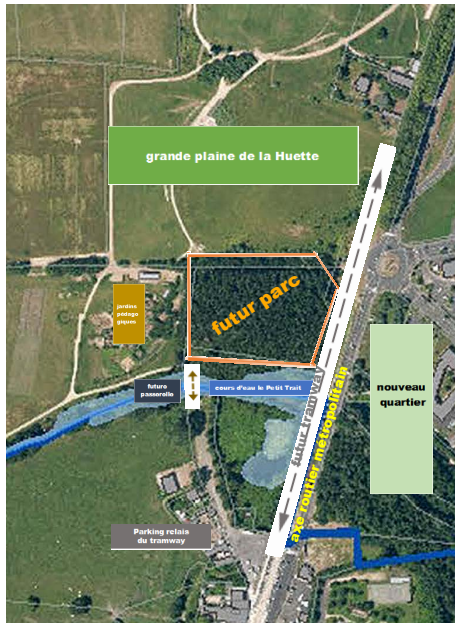 grande plaine de la Huette
futur parc
jardins
pédago
giques
future
passerelle
cours d'eau le Petit Trait
nouveau
quartier
futur tramway
axe routier métropolitain
Parking relais
du tramway